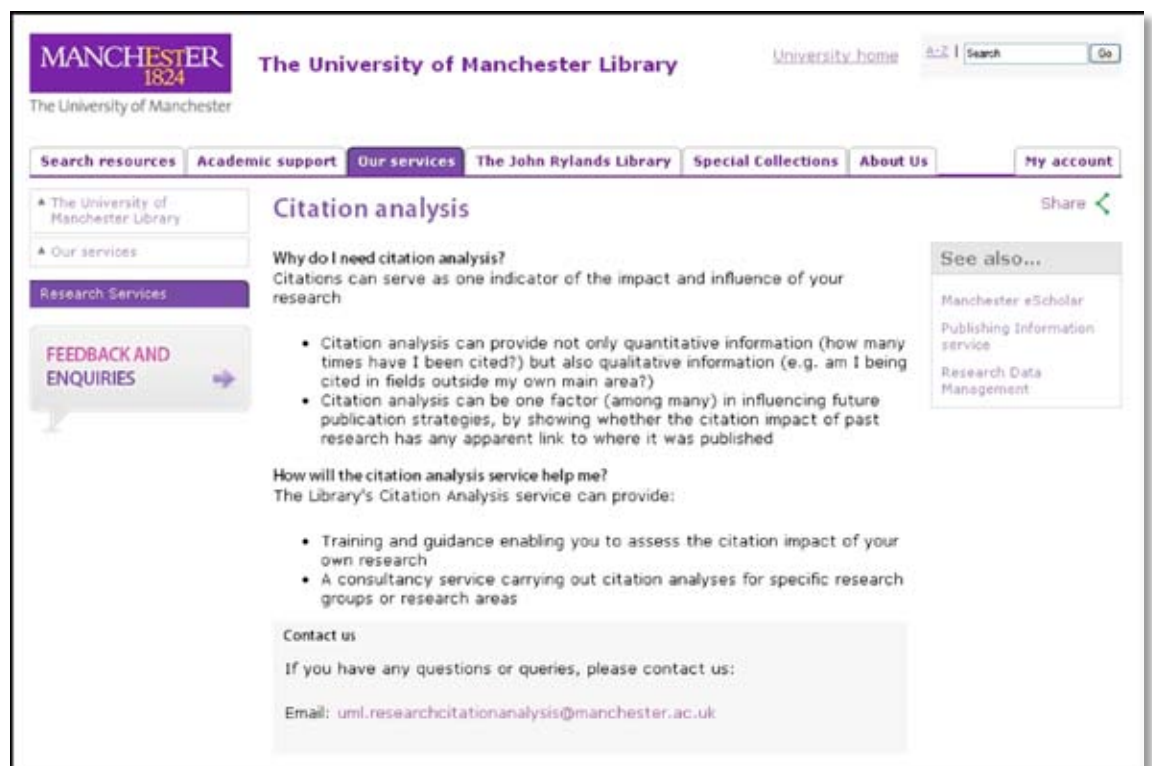 MANCHESTER
1824
The University of Manchester
The University of Manchester Library
University home
A-Z | Search Go
Search resources Academic support Our services The John Rylands Library Special Collections About Us My account
The University of
Manchester Library
Our services
Research Services
FEEDBACK AND
ENQUIRIES
Citation analysis
Share
Why do I need citation analysis?
Citations can serve as one indicator of the impact and influence of your
research
• Citation analysis can provide not only quantitative information (how many
times have I been cited?) but also qualitative information (e.g. am I being
cited in fields outside my own main area?)
• Citation analysis can be one factor (among many) in influencing future
publication strategies, by showing whether the citation impact of past
research has any apparent link to where it was published
How will the citation analysis service help me?
The Library's Citation Analysis service can provide:
• Training and guidance enabling you to assess the citation impact of your
own research
• A consultancy service carrying out citation analyses for specific research
groups or research areas
Contact us
If you have any questions or queries, please contact us:
Email: uml.researchcitationanalysis@manchester.ac.uk
See also...
Manchester eScholar
Publishing Information
service
Research Data
Management